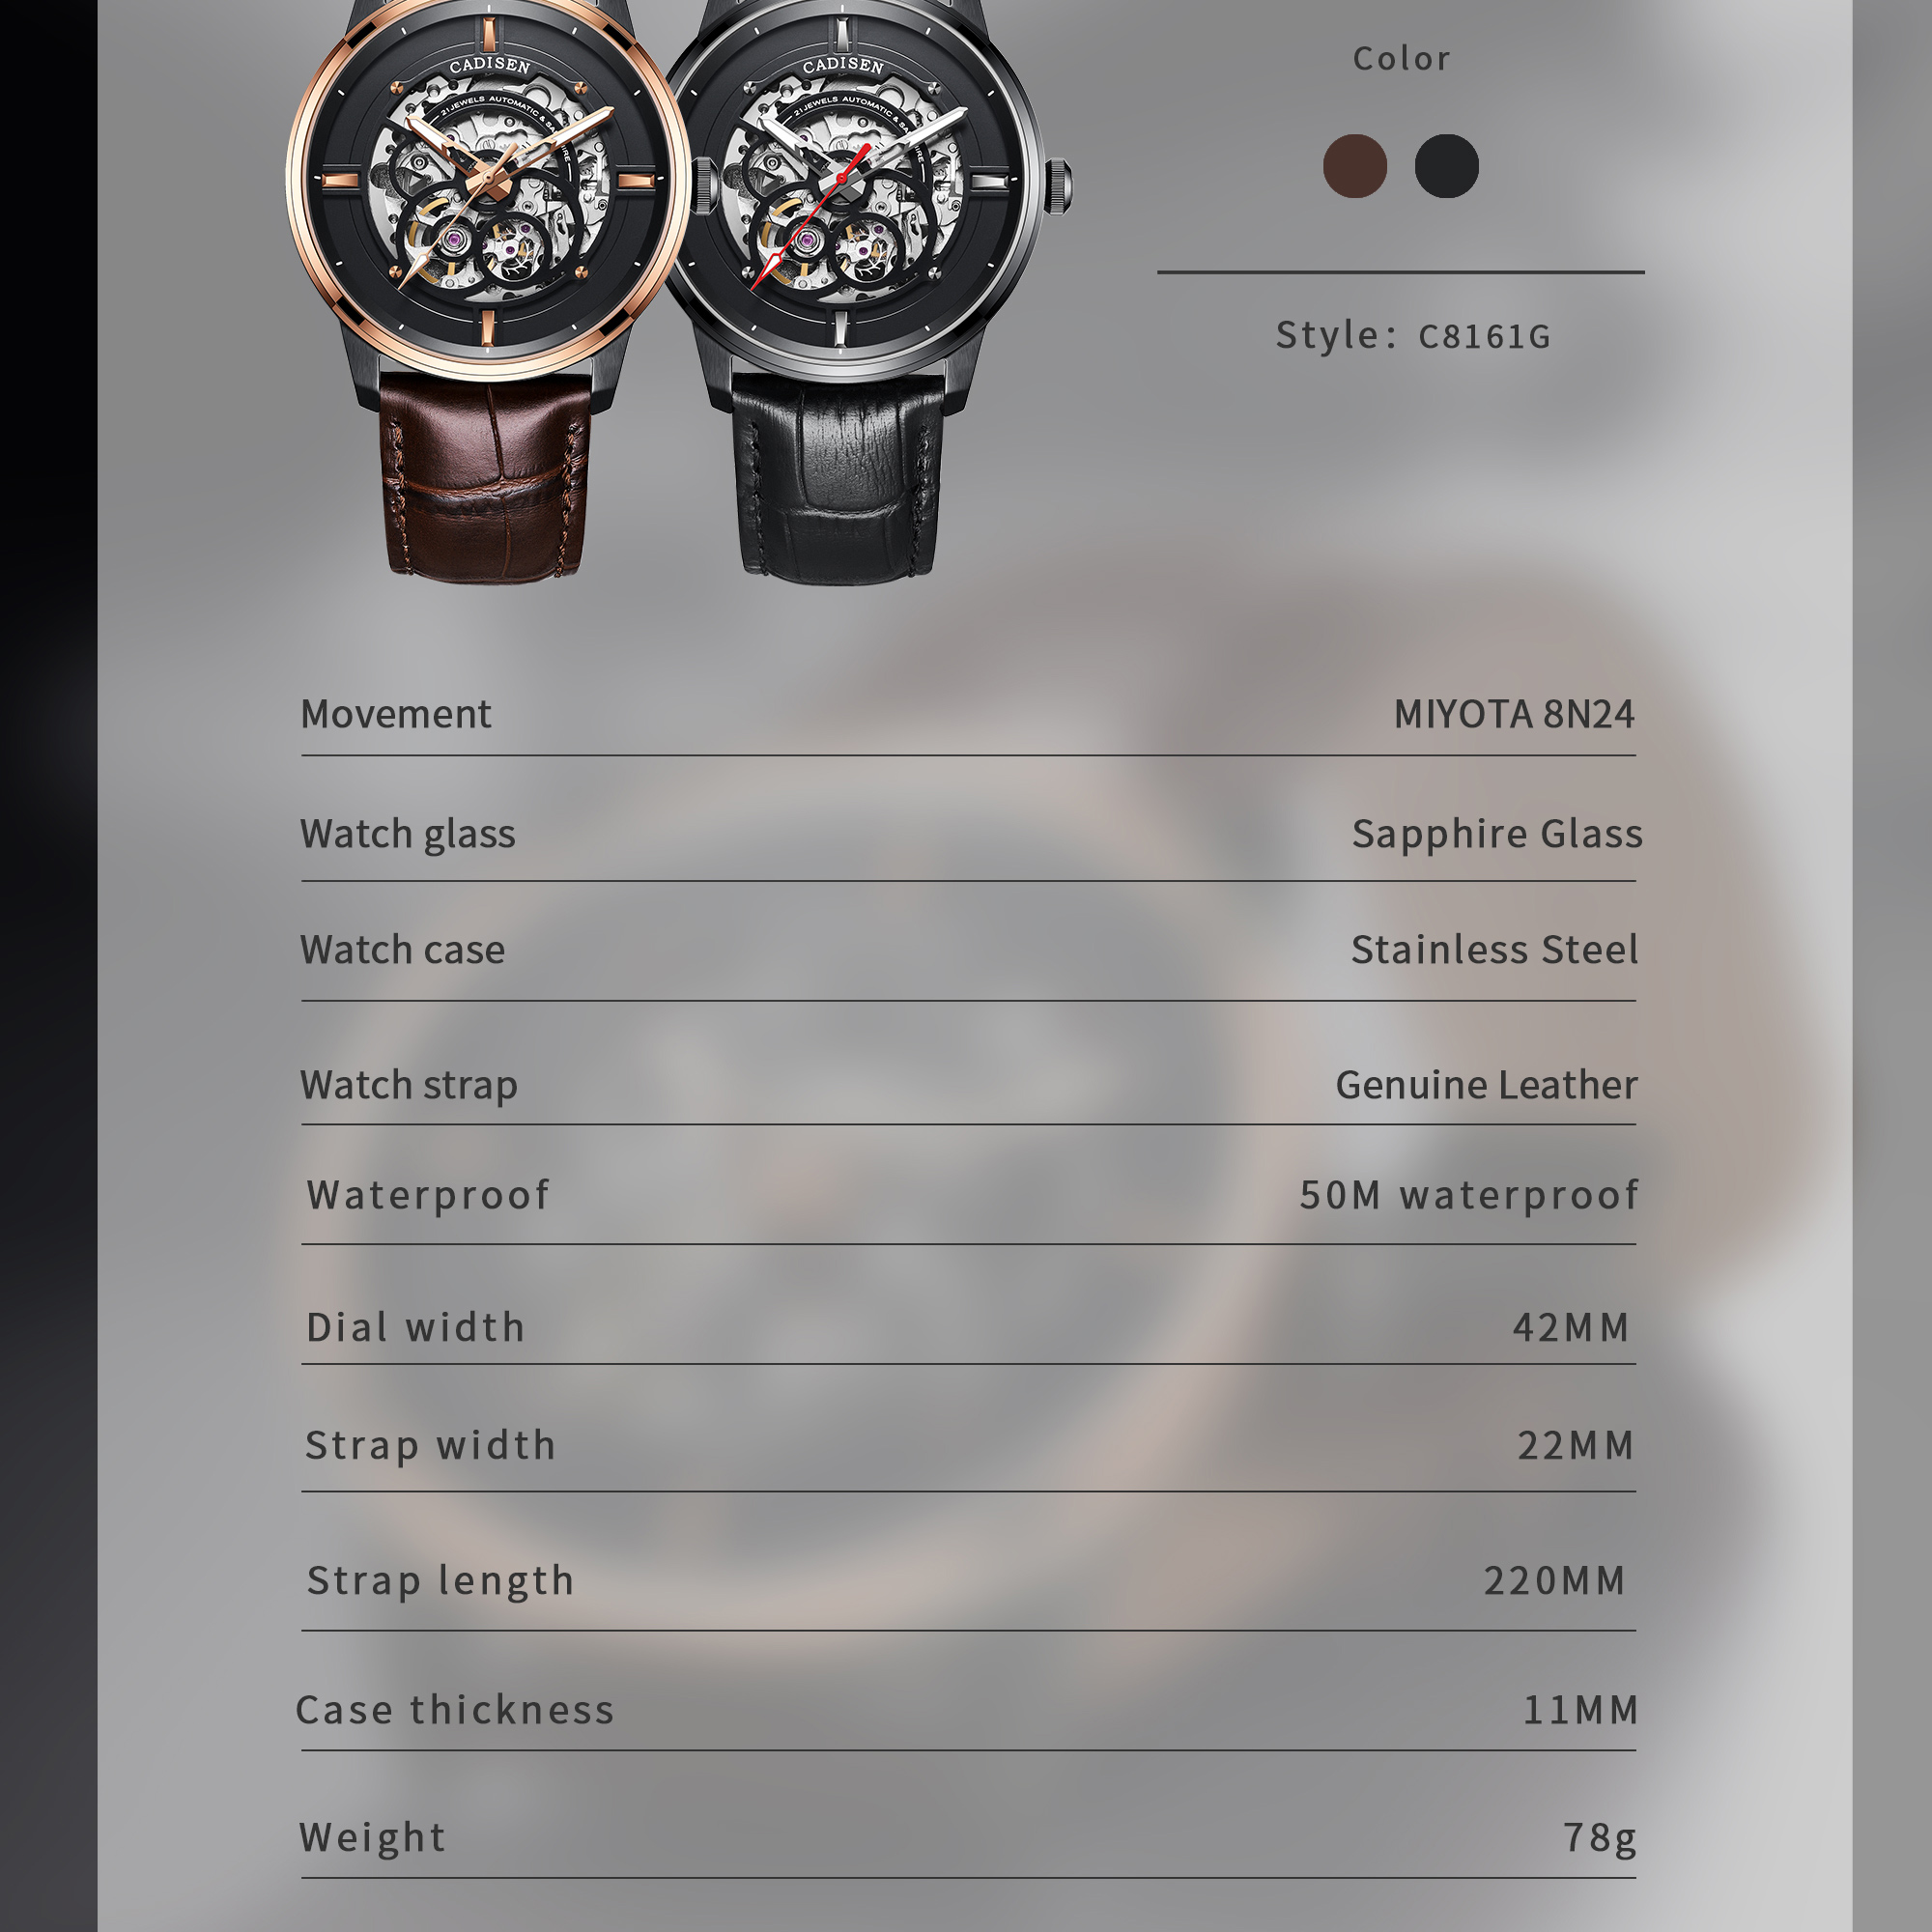 CADISEN
21 JEWELS AUTOMATIC & SA
CADISEN
21 JEWELS AUTOMATIC & SA
Color
Style: C8161G
Movement MIYOTA 8N24
Watch glass Sapphire Glass
Watch case Stainless Steel
Watch strap Genuine Leather
Waterproof 50M waterproof
Dial width 42MM
Strap width 22MM
Strap length 220MM
Case thickness 11MM
Weight 78g